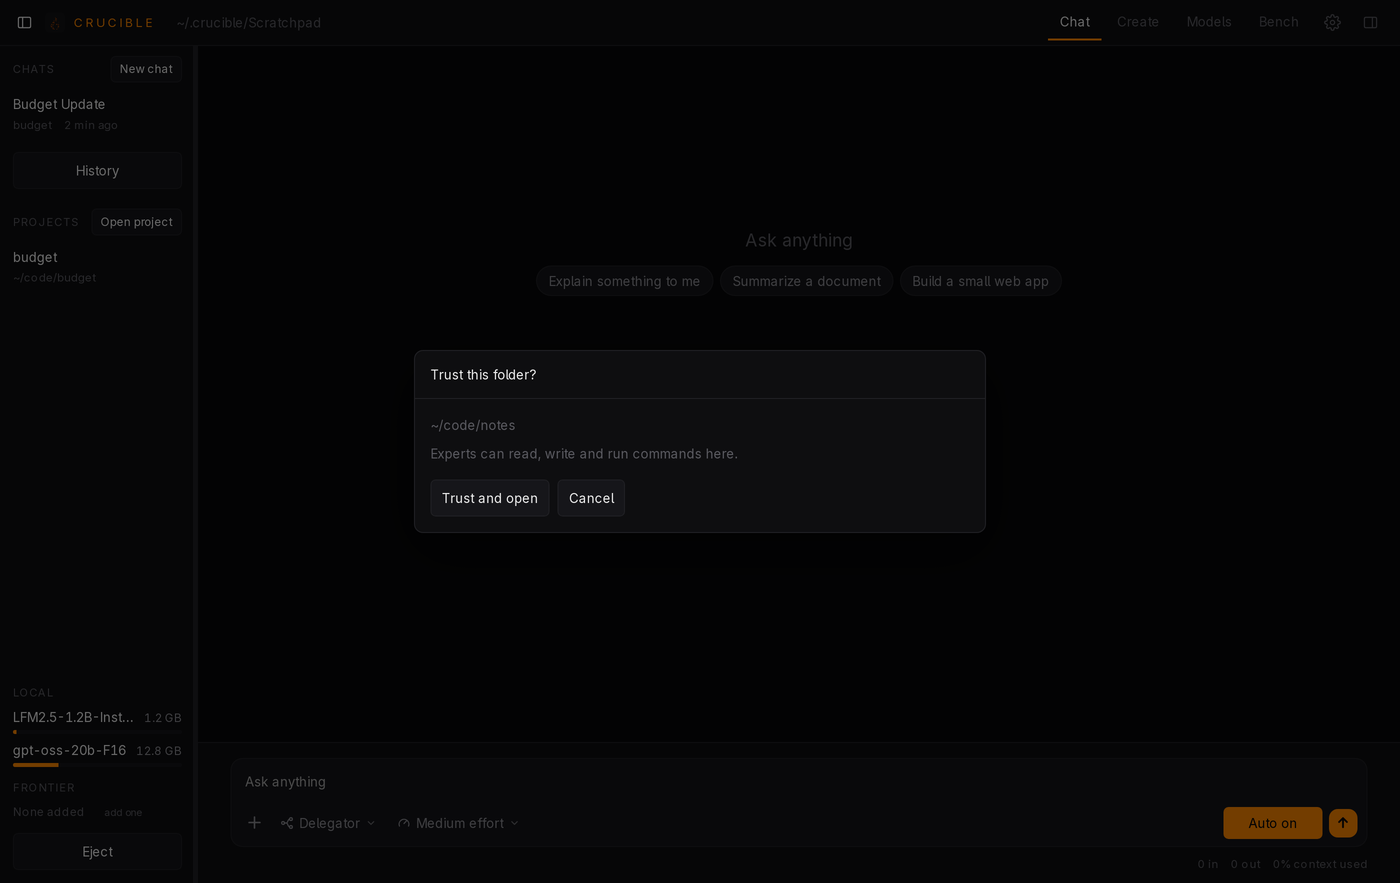 CRUCIBLE
~/.crucible/Scratchpad
Chat
Create
Models
Bench
CHATS
New chat
Budget Update
budget 2 min ago
History
PROJECTS
Open project
budget
~/code/budget
Ask anything
Explain something to me
Summarize a document
Build a small web app
Trust this folder?
~/code/notes
Experts can read, write and run commands here.
Trust and open
Cancel
LOCAL
LFM2.5-1.2B-Inst... 1.2 GB
gpt-oss-20b-F16 12.8 GB
FRONTIER
None added add one
Eject
Ask anything
Delegator
Medium effort
Auto on
0 in 0 out 0% context used